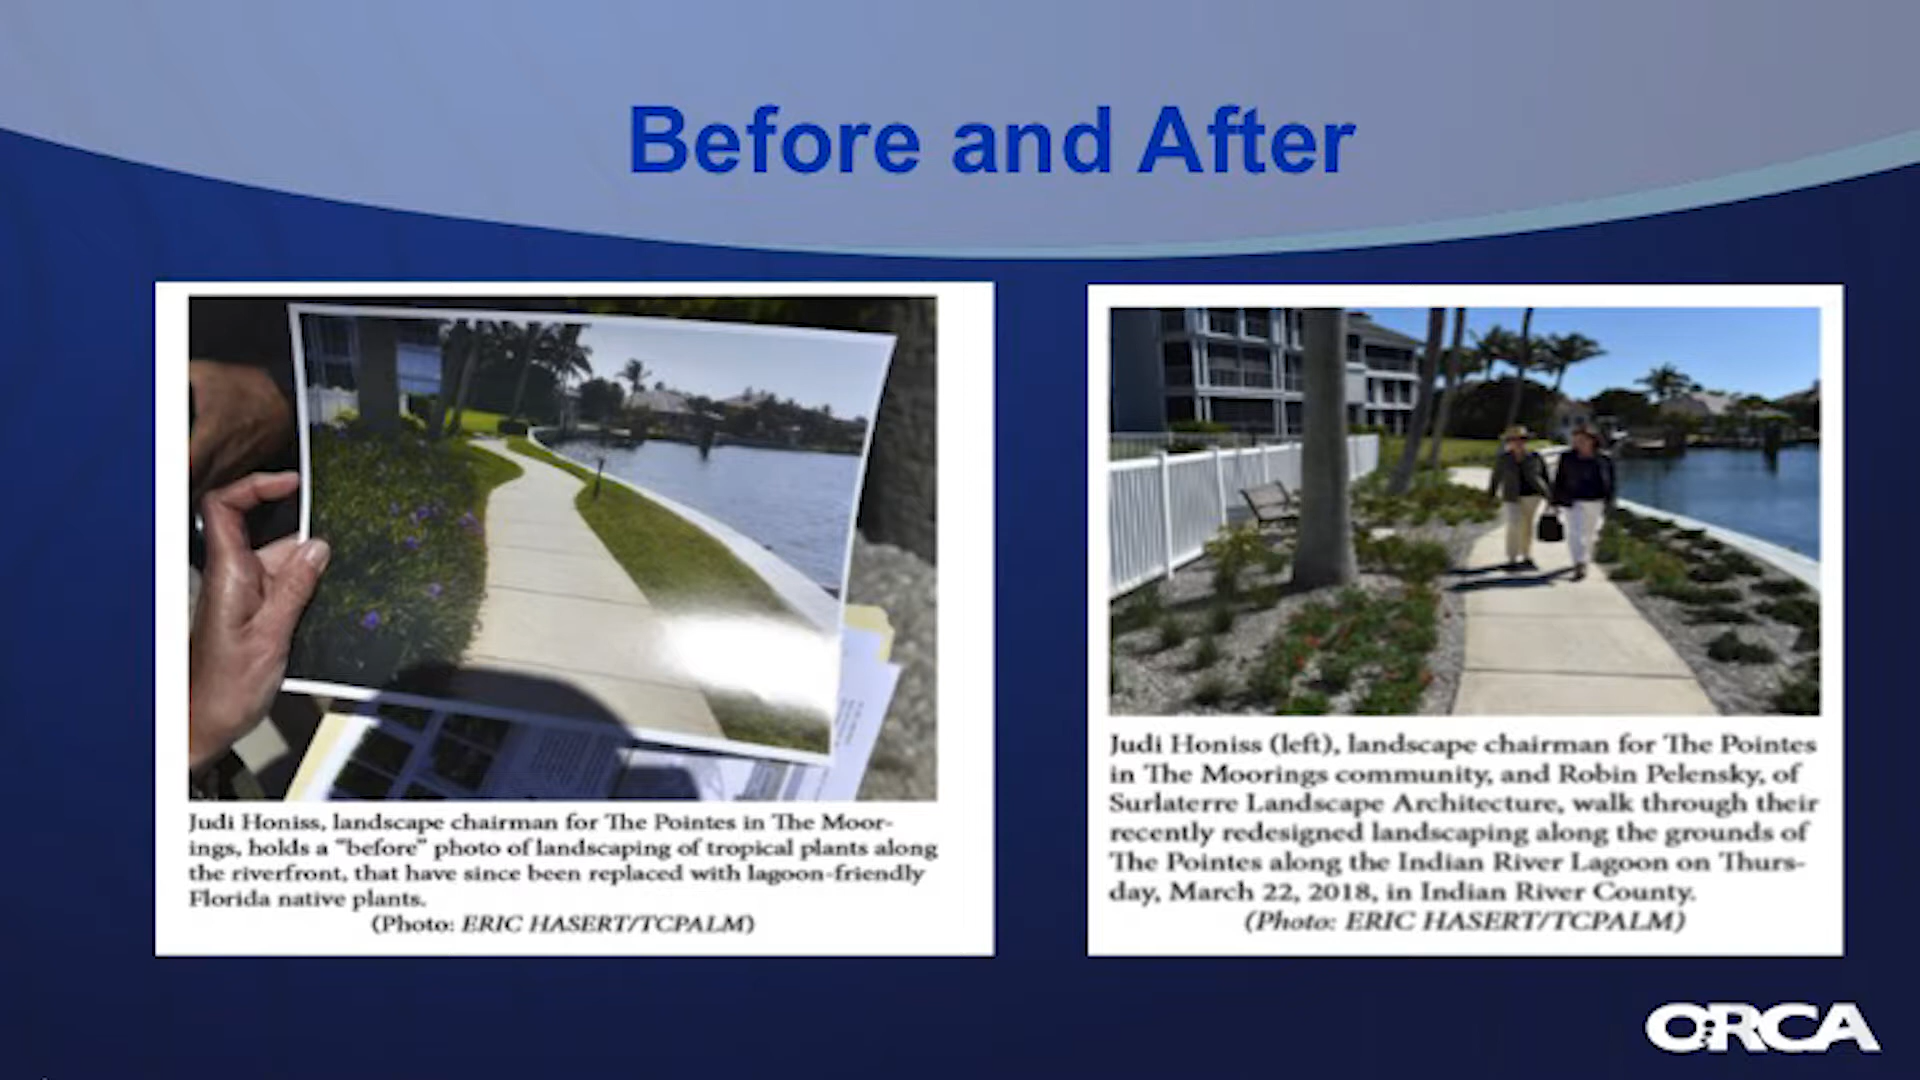 Before and After
Judi Honiss, landscape chairman for The Pointes in The Moor-
ings, holds a "before" photo of landscaping of tropical plants along
the riverfront, that have since been replaced with lagoon-friendly
Florida native plants.
(Photo: ERIC HASERT/TCPALM)
Judi Honiss (left), landscape chairman for The Pointes
in The Moorings community, and Robin Pelensky, of
Surlaterre Landscape Architecture, walk through their
recently redesigned landscaping along the grounds of
The Pointes along the Indian River Lagoon on Thurs-
day, March 22, 2018, in Indian River County.
(Photo: ERIC HASERT/TCPALM)
ORCA